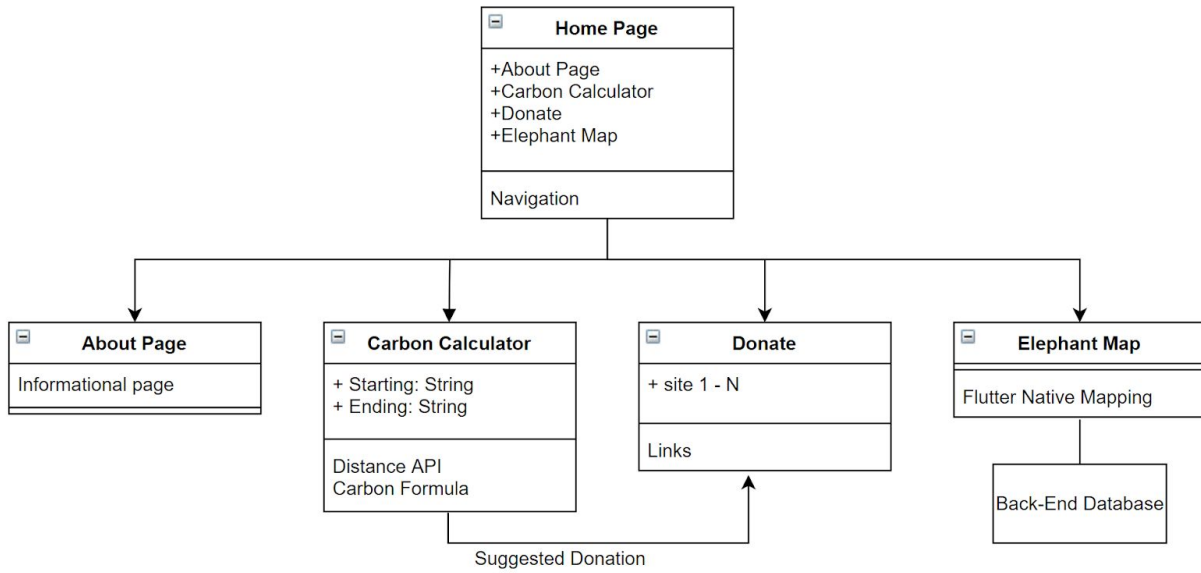 Home Page
+About Page
+Carbon Calculator
+Donate
+Elephant Map
Navigation
About Page
Informational page
Carbon Calculator
+ Starting: String
+ Ending: String
Distance API
Carbon Formula
Donate
+ site 1 - N
Links
Elephant Map
Flutter Native Mapping
Back-End Database
Suggested Donation